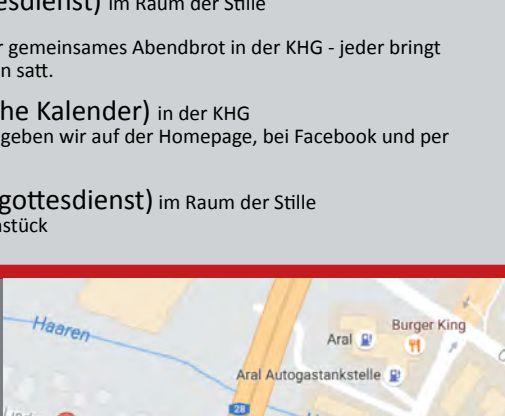 esdienst) im Raum der Stille
r gemeinsames Abendbrot in der KHG - jeder bringt
n satt.
he Kalender) in der KHG
geben wir auf der Homepage, bei Facebook und per
gottesdienst) im Raum der Stille
stück
Haaren
Burger King
Aral
Aral Autogastankstelle
28